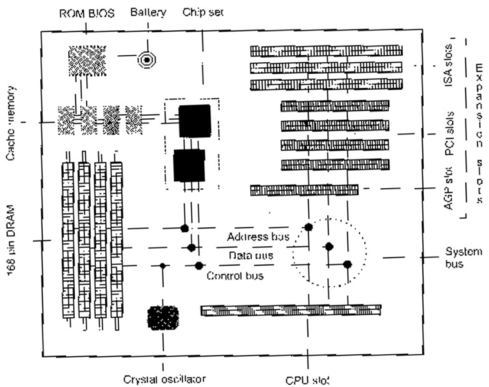 ROM BIOS
Battery
Chip set
ISA slots
Expansion slots
Cache memory
PCI slots
AGP slot
168 pin DRAM
Address bus
Data bus
Control bus
System
bus
Crystal oscillator
CPU slot